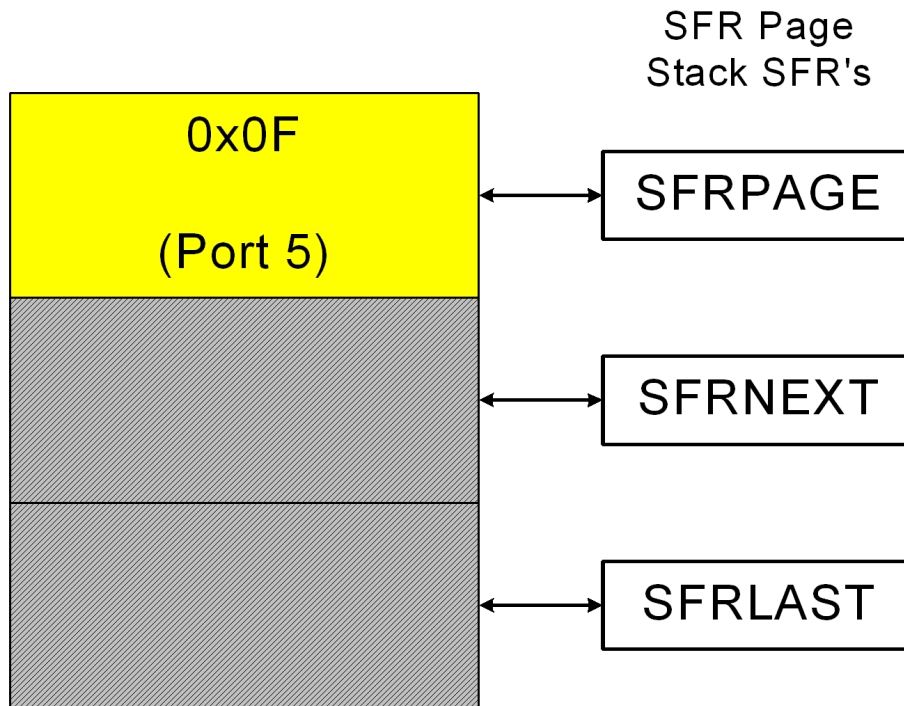 SFR Page
Stack SFR's
0x0F
(Port 5)
SFRPAGE
SFRNEXT
SFRLAST